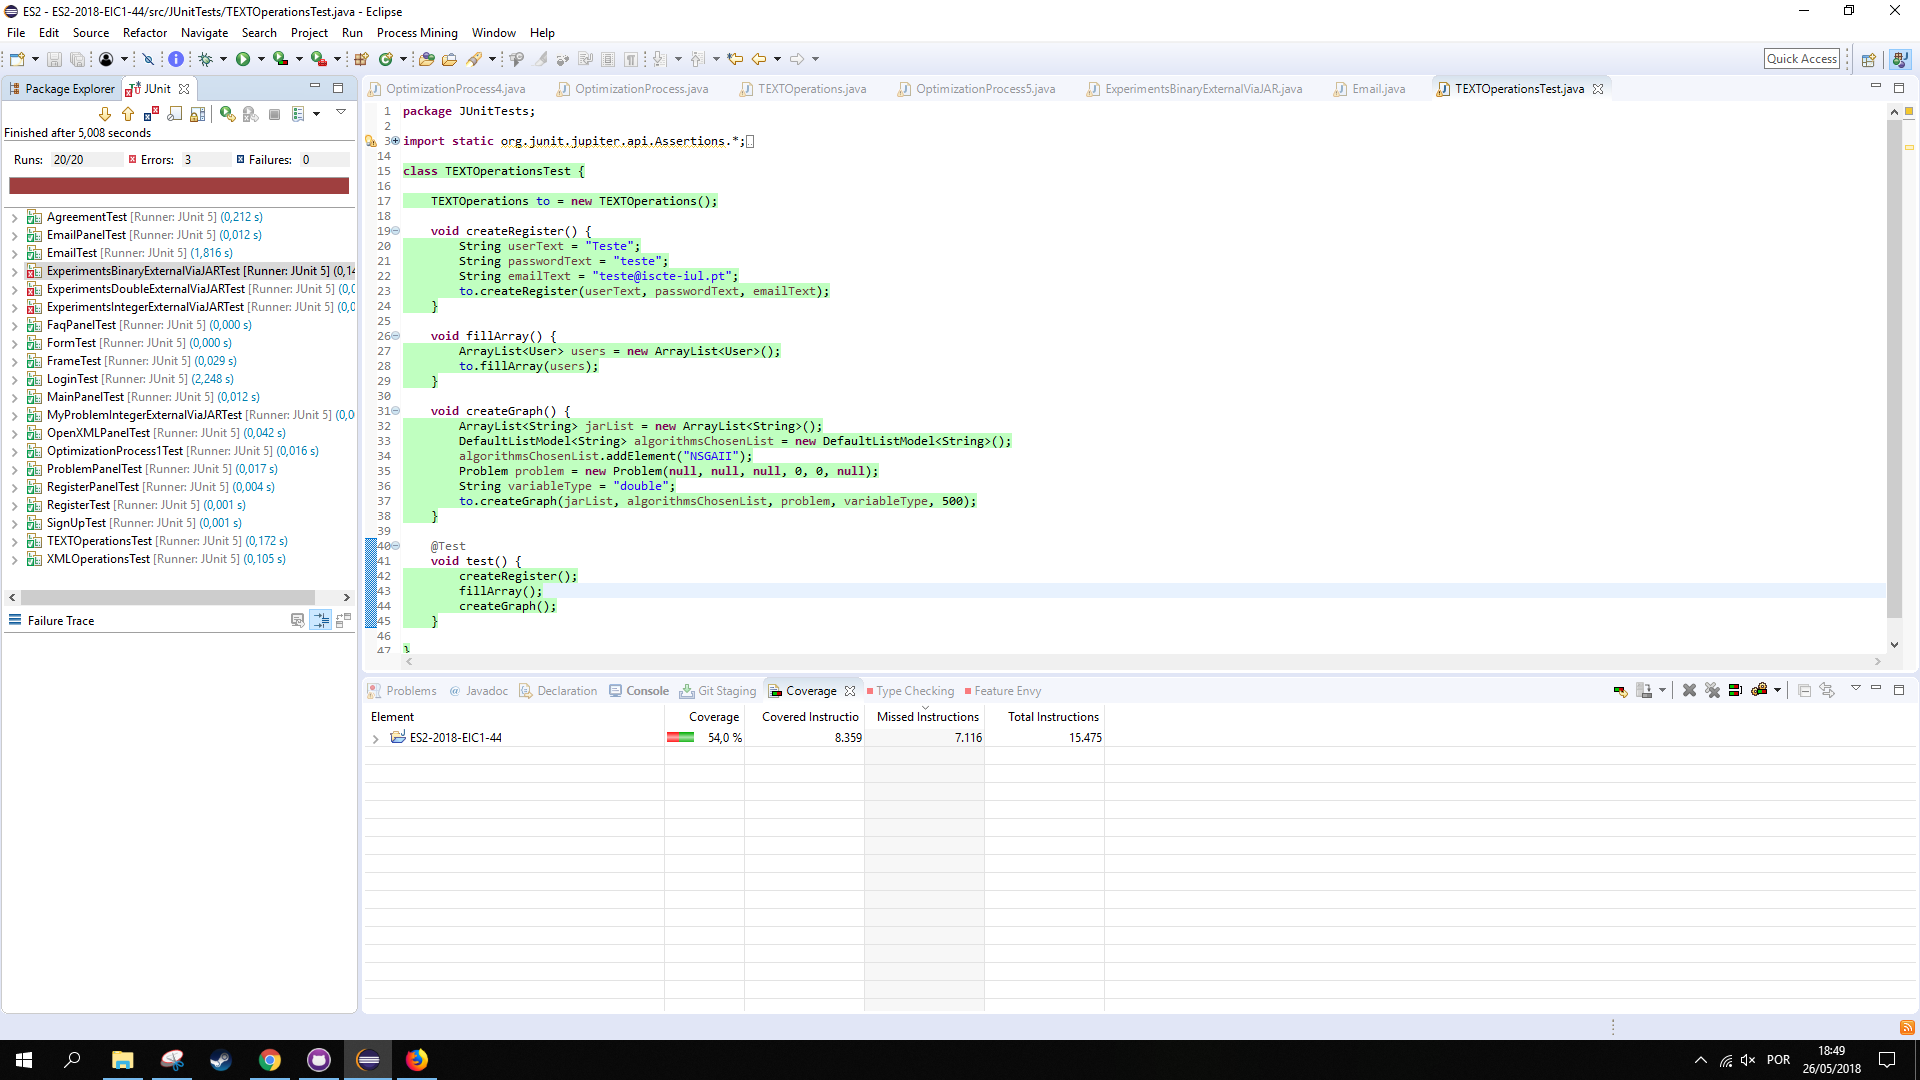 ES2 - ES2-2018-EIC1-44/src/JUnitTests/TEXTOperationsTest.java - Eclipse
File Edit Source Refactor Navigate Search Project Run Process Mining Window Help
Quick Access
Package Explorer JUnit
Finished after 5,008 seconds
Runs: 20/20 Errors: 3 Failures: 0
AgreementTest [Runner: JUnit 5] (0,212 s)
EmailPanelTest [Runner: JUnit 5] (0,012 s)
EmailTest [Runner: JUnit 5] (1,816 s)
ExperimentsBinaryExternalViaJARTest [Runner: JUnit 5] (0,14
ExperimentsDoubleExternalViaJARTest [Runner: JUnit 5] (0,0
ExperimentsIntegerExternalViaJARTest [Runner: JUnit 5] (0,0
FaqPanelTest [Runner: JUnit 5] (0,000 s)
FormTest [Runner: JUnit 5] (0,000 s)
FrameTest [Runner: JUnit 5] (0,029 s)
LoginTest [Runner: JUnit 5] (2,248 s)
MainPanelTest [Runner: JUnit 5] (0,012 s)
MyProblemIntegerExternalViaJARTest [Runner: JUnit 5] (0,0
OpenXMLPanelTest [Runner: JUnit 5] (0,042 s)
OptimizationProcess1Test [Runner: JUnit 5] (0,016 s)
ProblemPanelTest [Runner: JUnit 5] (0,017 s)
RegisterPanelTest [Runner: JUnit 5] (0,004 s)
RegisterTest [Runner: JUnit 5] (0,001 s)
SignUpTest [Runner: JUnit 5] (0,001 s)
TEXTOperationsTest [Runner: JUnit 5] (0,172 s)
XMLOperationsTest [Runner: JUnit 5] (0,105 s)
Failure Trace
OptimizationProcess4.java OptimizationProcess.java TEXTOperations.java OptimizationProcess5.java ExperimentsBinaryExternalViaJAR.java Email.java TEXTOperationsTest.java
1 package JUnitTests;
2
3 import static org.junit.jupiter.api.Assertions.*;
14
15 class TEXTOperationsTest {
16
17 TEXTOperations to = new TEXTOperations();
18
19 void createRegister() {
20 String userText = "Teste";
21 String passwordText = "teste";
22 String emailText = "teste@iscte-iul.pt";
23 to.createRegister(userText, passwordText, emailText);
24 }
25
26 void fillArray() {
27 ArrayList<User> users = new ArrayList<User>();
28 to.fillArray(users);
29 }
30
31 void createGraph() {
32 ArrayList<String> jarList = new ArrayList<String>();
33 DefaultListModel<String> algorithmsChosenList = new DefaultListModel<String>();
34 algorithmsChosenList.addElement("NSGAII");
35 Problem problem = new Problem(null, null, null, 0, 0, null);
36 String variableType = "double";
37 to.createGraph(jarList, algorithmsChosenList, problem, variableType, 500);
38 }
39
40 @Test
41 void test() {
42 createRegister();
43 fillArray();
44 createGraph();
45 }
46
47 }
Problems Javadoc Declaration Console Git Staging Coverage Type Checking Feature Envy
Element Coverage Covered Instructio Missed Instructions Total Instructions
ES2-2018-EIC1-44 54,0 % 8.359 7.116 15.475
POR
18:49
26/05/2018